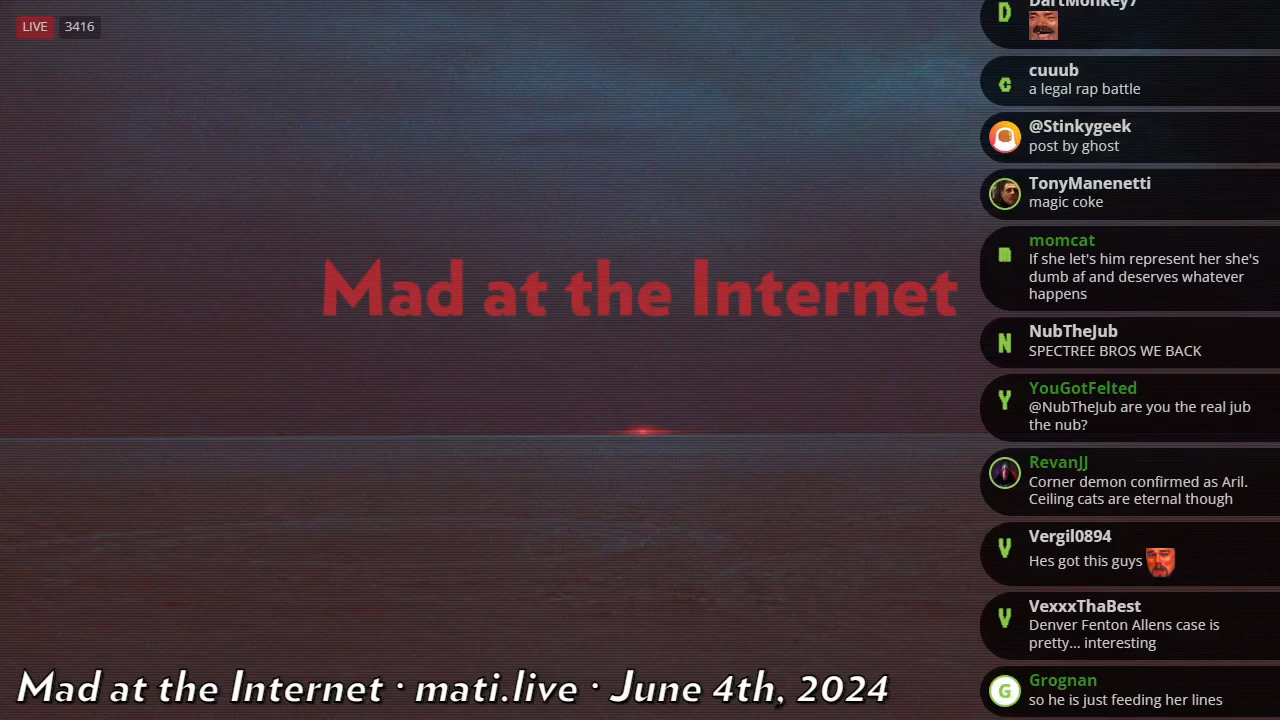 LIVE 3416
Mad at the Internet
DartMonkey7
cuuub
a legal rap battle
@Stinkygeek
post by ghost
TonyManenetti
magic coke
momcat
If she let's him represent her she's
dumb af and deserves whatever
happens
NubTheJub
SPECTREE BROS WE BACK
YouGotFelted
@NubTheJub are you the real jub
the nub?
RevanJJ
Corner demon confirmed as Aril.
Ceiling cats are eternal though
Vergil0894
Hes got this guys
VexxxThaBest
Denver Fenton Allens case is
pretty... interesting
Grognan
so he is just feeding her lines
Mad at the Internet · mati.live · June 4th, 2024